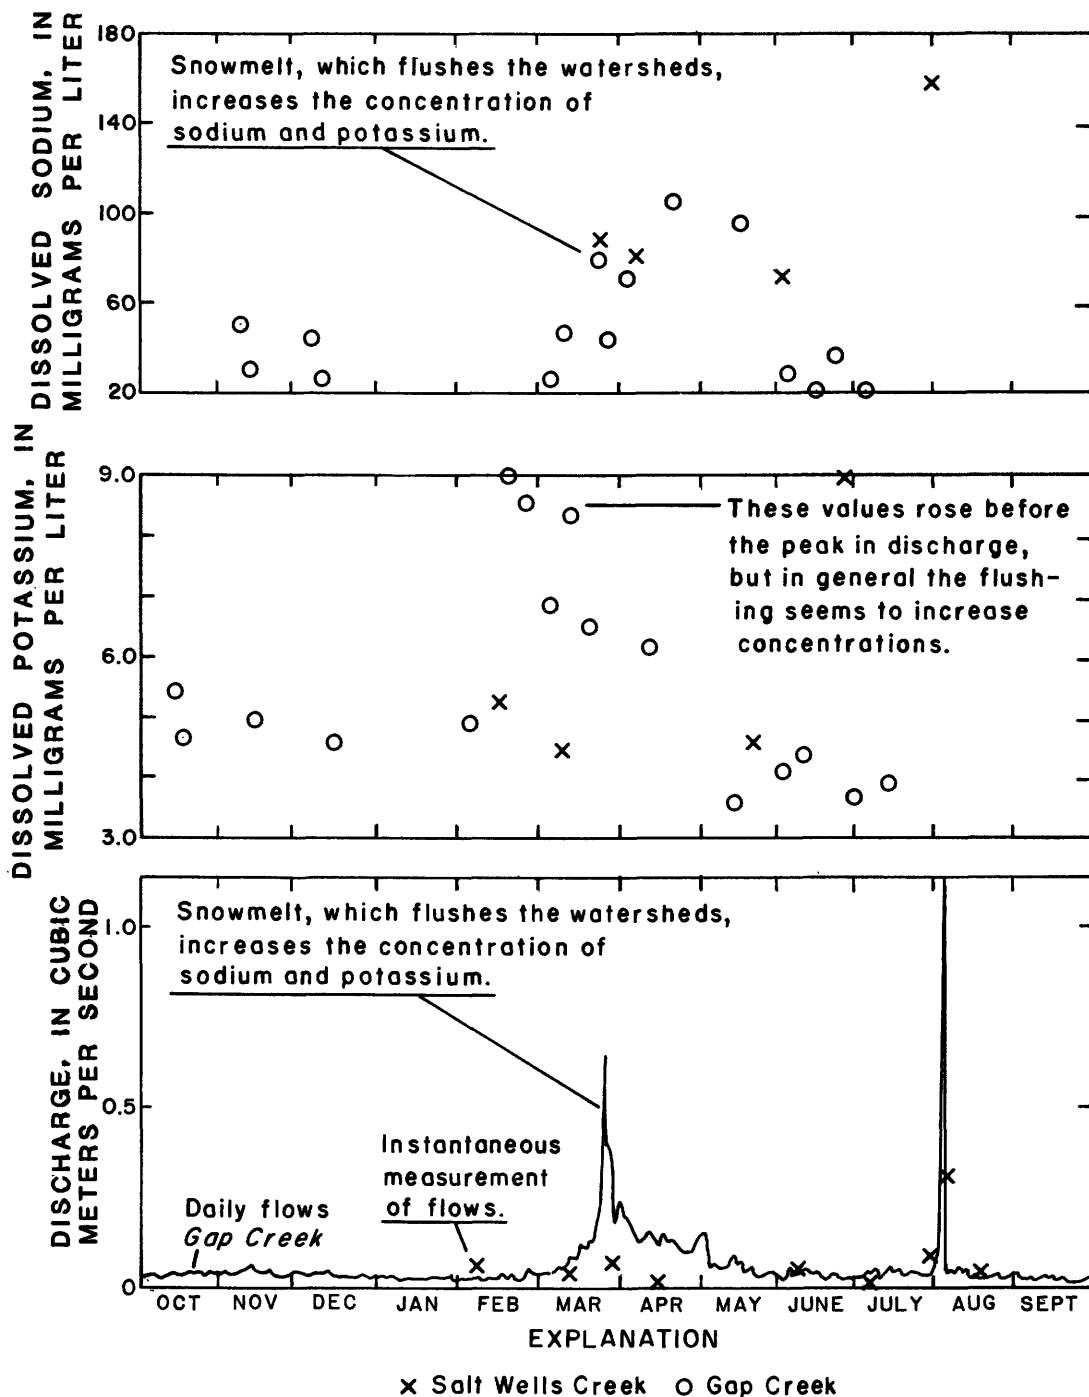 DISSOLVED SODIUM, IN
MILLIGRAMS PER LITER
180
140
100
60
20
Snowmelt, which flushes the watersheds,
increases the concentration of
sodium and potassium.
DISSOLVED POTASSIUM, IN
MILLIGRAMS PER LITER
9.0
6.0
3.0
These values rose before
the peak in discharge,
but in general the flush-
ing seems to increase
concentrations.
DISCHARGE, IN CUBIC
METERS PER SECOND
1.0
0.5
0
Snowmelt, which flushes the watersheds,
increases the concentration of
sodium and potassium.
Instantaneous
measurement
of flows.
Daily flows
Gap Creek
OCT NOV DEC JAN FEB MAR APR MAY JUNE JULY AUG SEPT
EXPLANATION
x Salt Wells Creek o Gap Creek